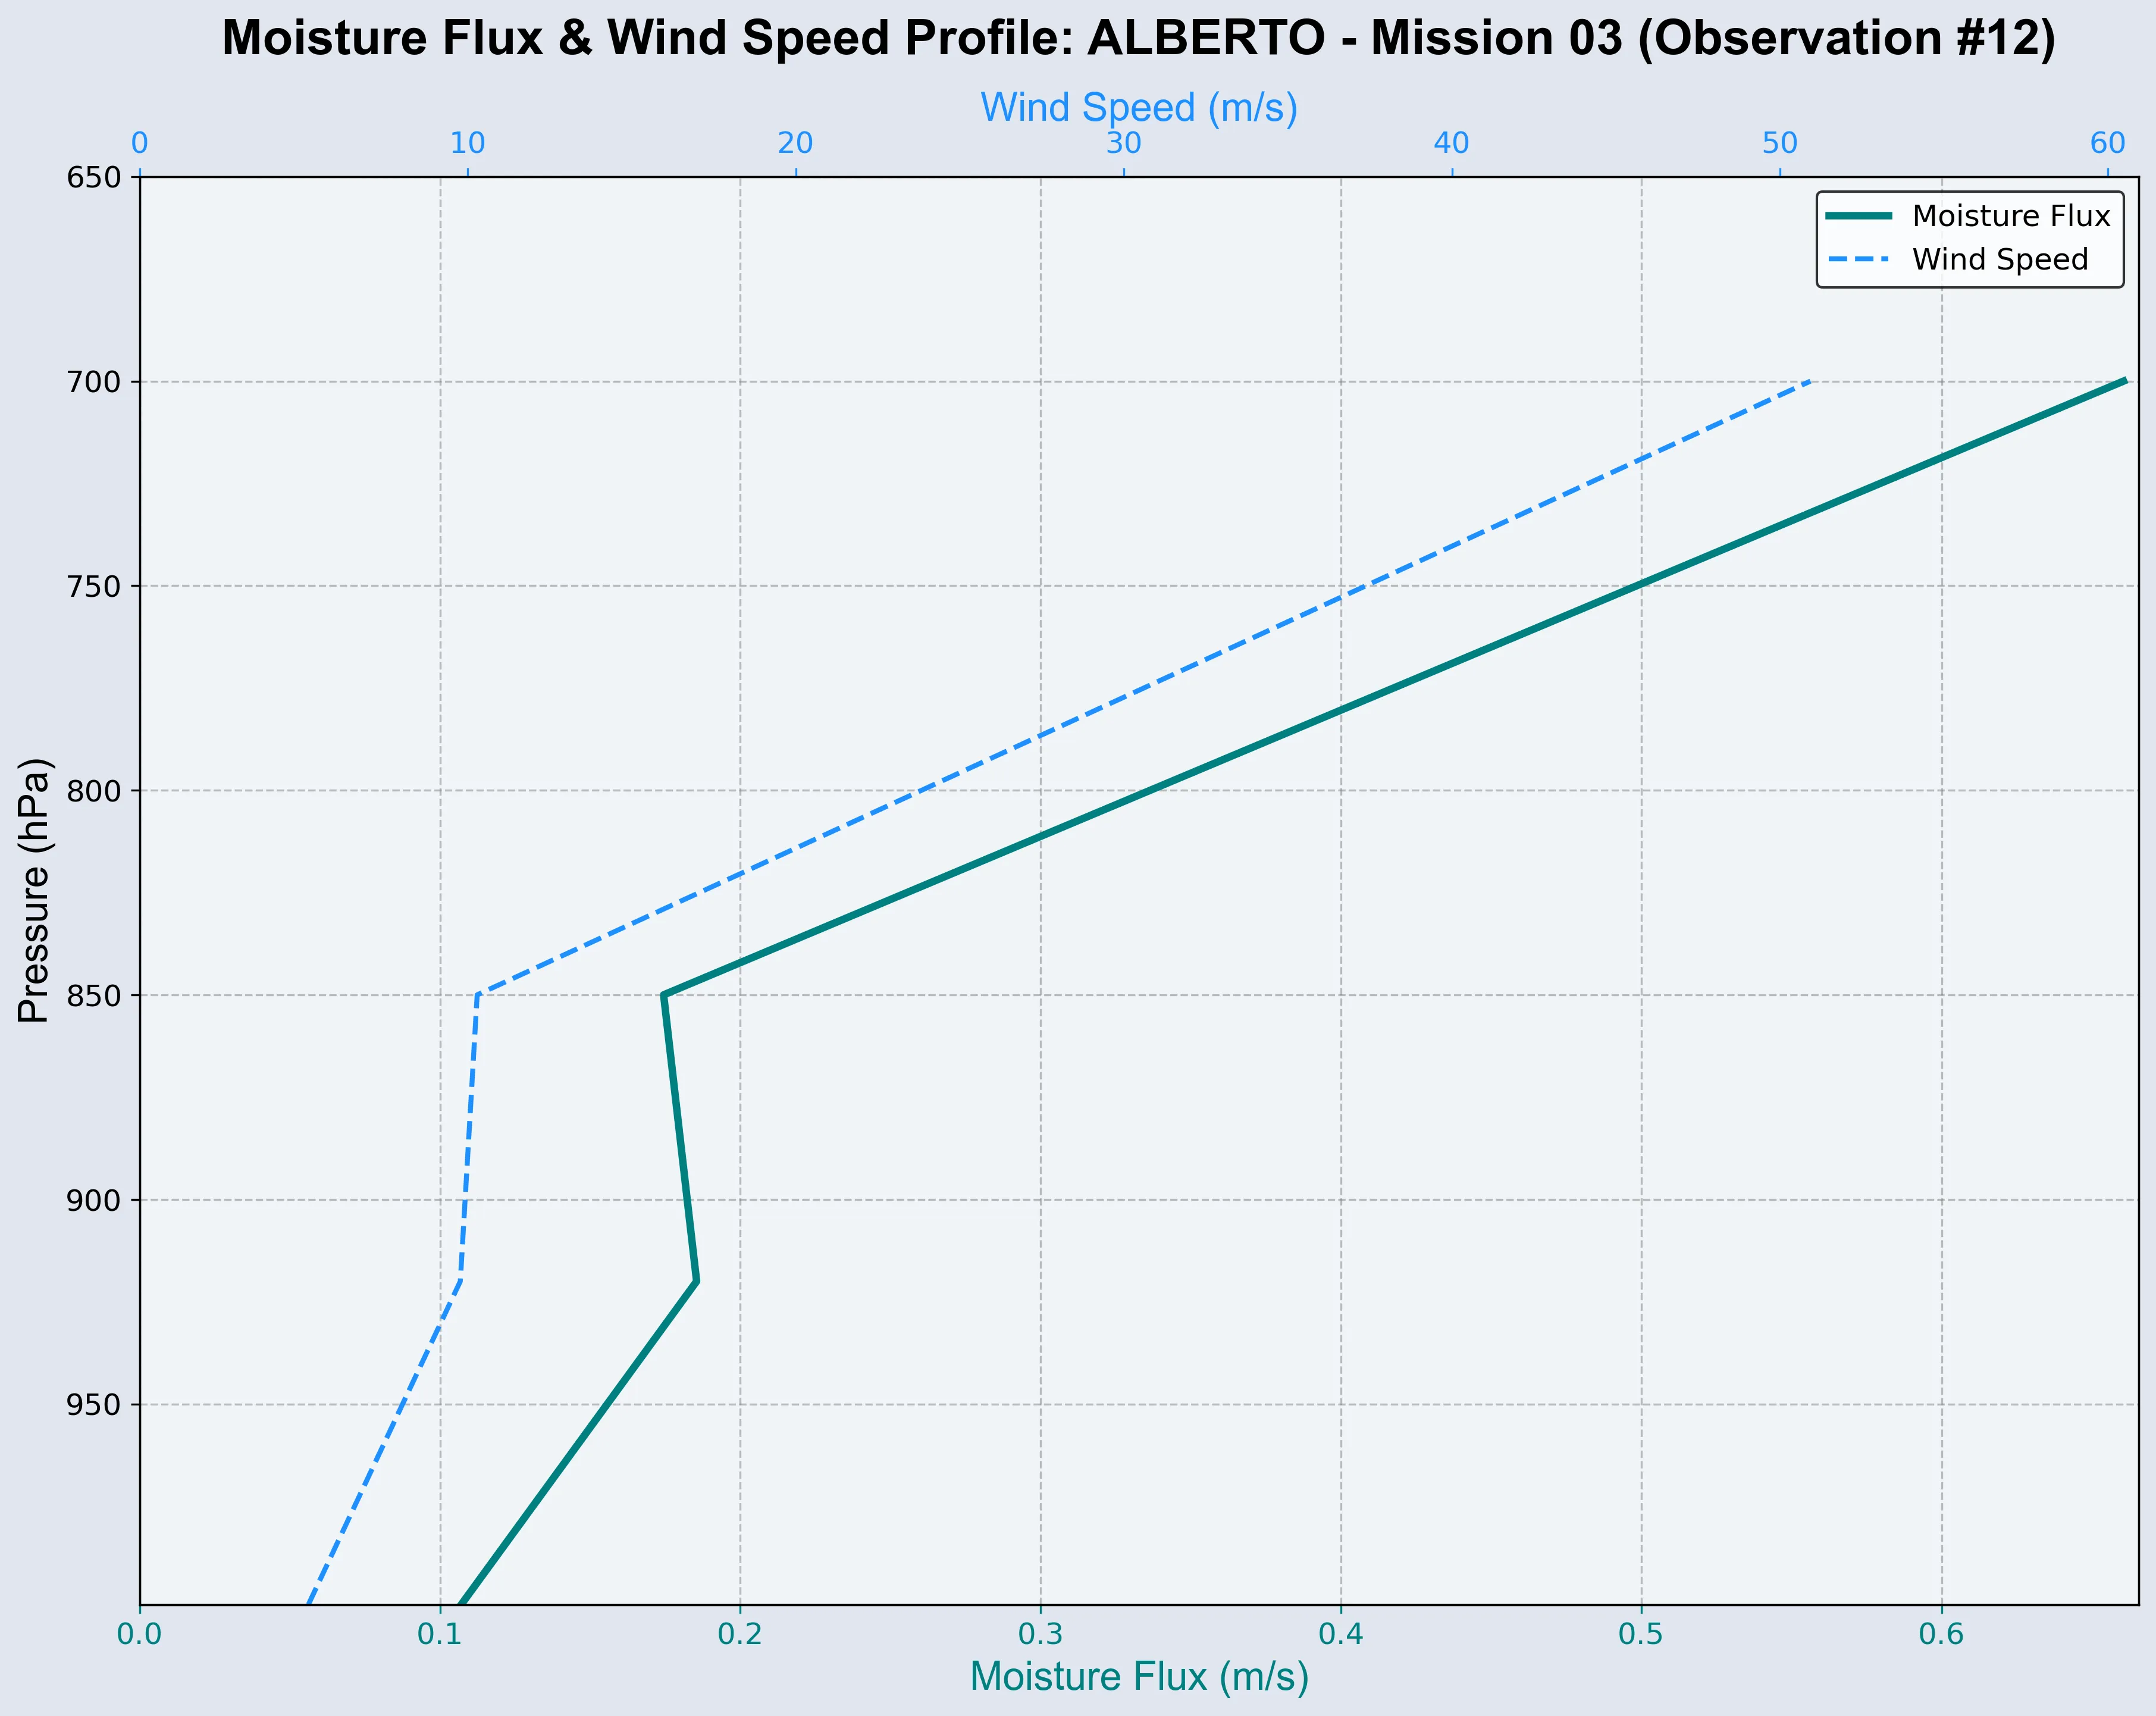 Moisture Flux & Wind Speed Profile: ALBERTO - Mission 03 (Observation #12)
Wind Speed (m/s)
0 10 20 30 40 50 60
Moisture Flux
Wind Speed
Pressure (hPa)
650
700
750
800
850
900
950
0.0 0.1 0.2 0.3 0.4 0.5 0.6
Moisture Flux (m/s)